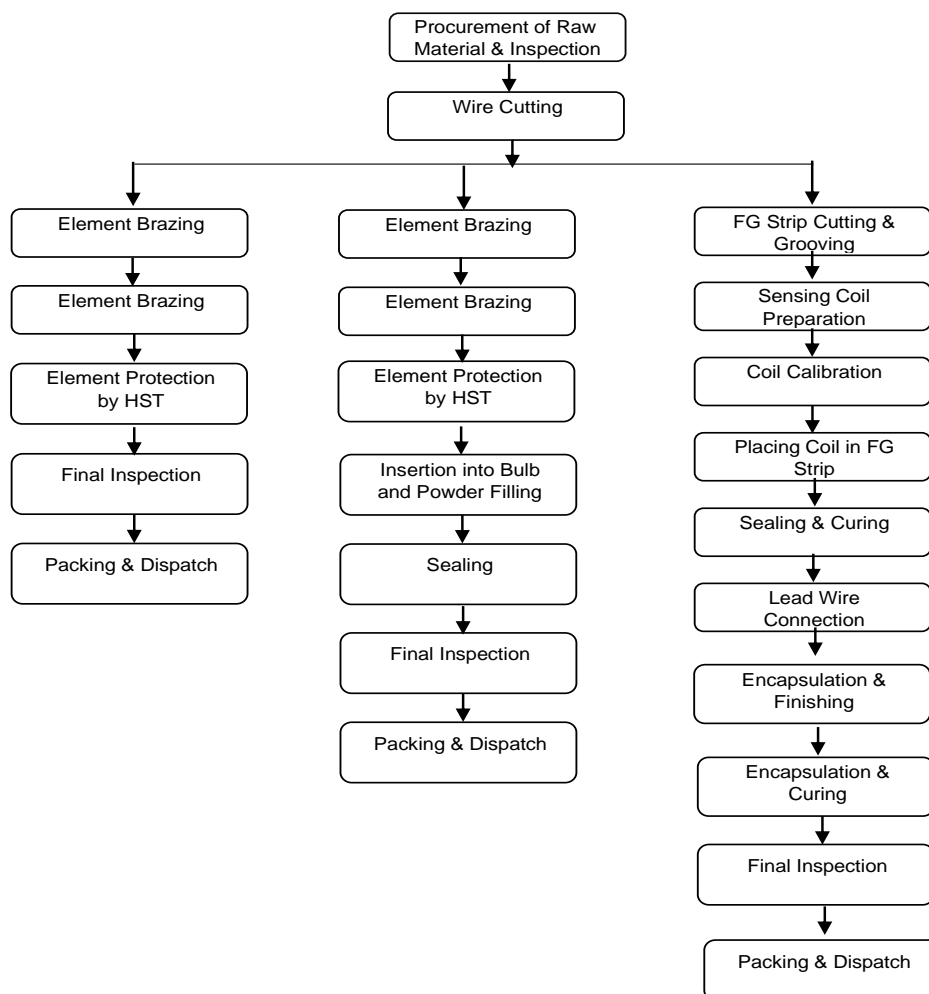 Procurement of Raw
Material & Inspection
Wire Cutting
Element Brazing
Element Brazing
Element Protection
by HST
Final Inspection
Packing & Dispatch
Element Brazing
Element Brazing
Element Protection
by HST
Insertion into Bulb
and Powder Filling
Sealing
Final Inspection
Packing & Dispatch
FG Strip Cutting &
Grooving
Sensing Coil
Preparation
Coil Calibration
Placing Coil in FG
Strip
Sealing & Curing
Lead Wire
Connection
Encapsulation &
Finishing
Encapsulation &
Curing
Final Inspection
Packing & Dispatch